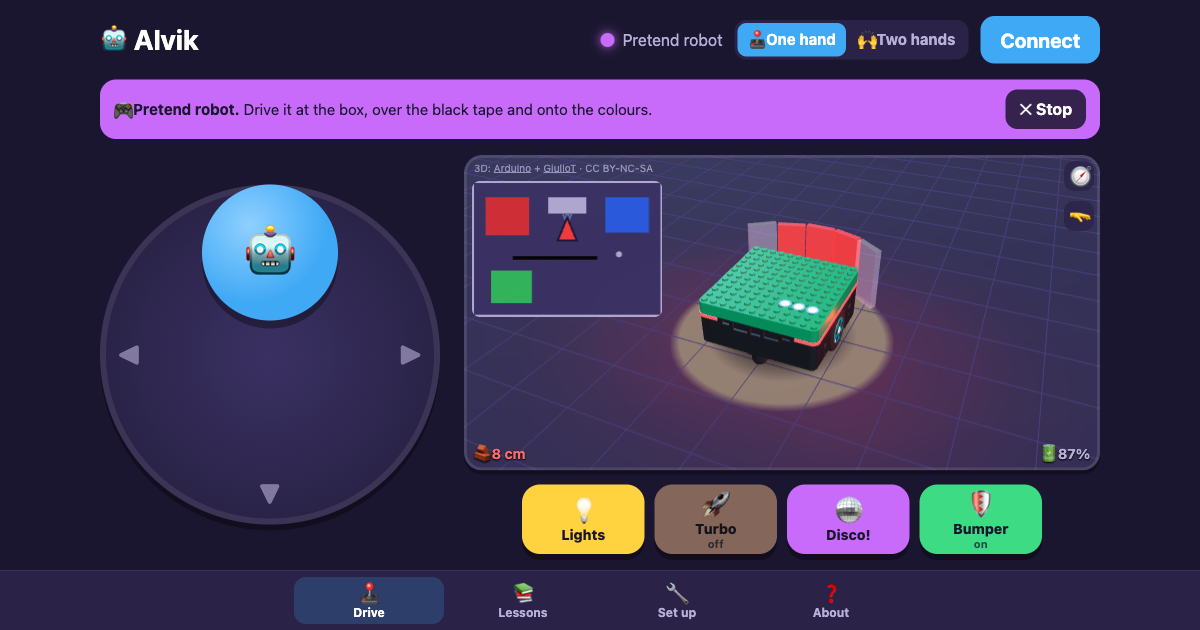 Alvik
Pretend robot
One hand
Two hands
Connect
Pretend robot. Drive it at the box, over the black tape and onto the colours.
Stop
3D: Arduino + GiulioT · CC BY-NC-SA
8 cm
87%
Lights
Turbo
off
Disco!
Bumper
on
Drive
Lessons
Set up
About